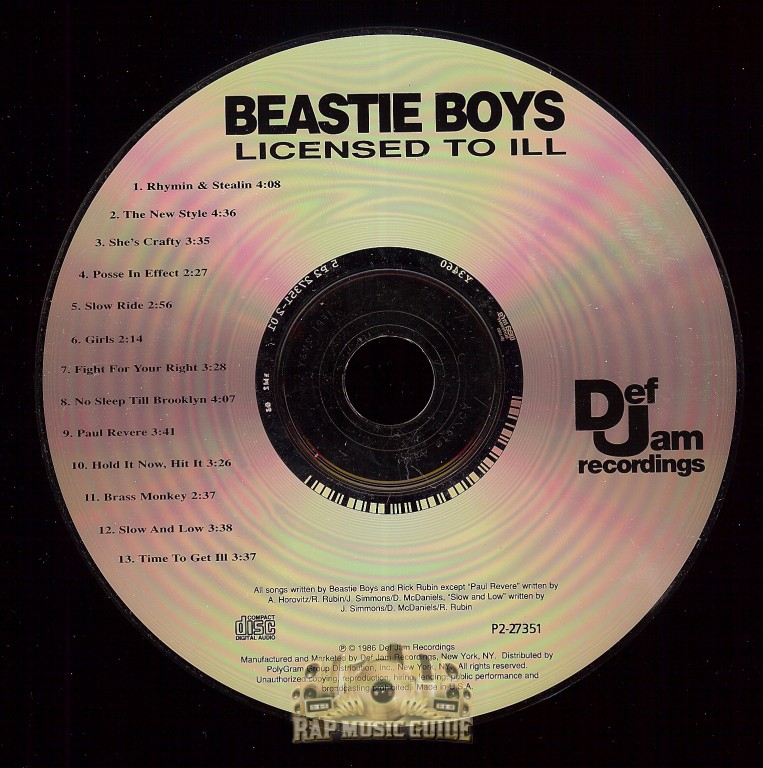 BEASTIE BOYS
LICENSED TO ILL
1. Rhymin & Stealin 4:08
2. The New Style 4:36
3. She's Crafty 3:35
4. Posse In Effect 2:27
5. Slow Ride 2:56
6. Girls 2:14
7. Fight For Your Right 3:28
8. No Sleep Till Brooklyn 4:07
9. Paul Revere 3:41
10. Hold It Now, Hit It 3:26
11. Brass Monkey 2:37
12. Slow And Low 3:38
13. Time To Get Ill 3:37
Def
Jam
recordings
All songs written by Beastie Boys and Rick Rubin except "Paul Revere" written by
A. Horovitz/R. Rubin/J. Simmons/D. McDaniels, "Slow and Low" written by
J. Simmons/D. McDaniels/R. Rubin
COMPACT
disc
DIGITAL AUDIO
P2-27351
℗ © 1986 Def Jam Recordings
Manufactured and Marketed by Def Jam Recordings, New York, NY. Distributed by
PolyGram Group Distribution, Inc., New York, NY. All rights reserved.
Unauthorized copying, reproduction, hiring, lending, public performance and
broadcasting prohibited. Made in U.S.A.
RAP MUSIC GUIDE